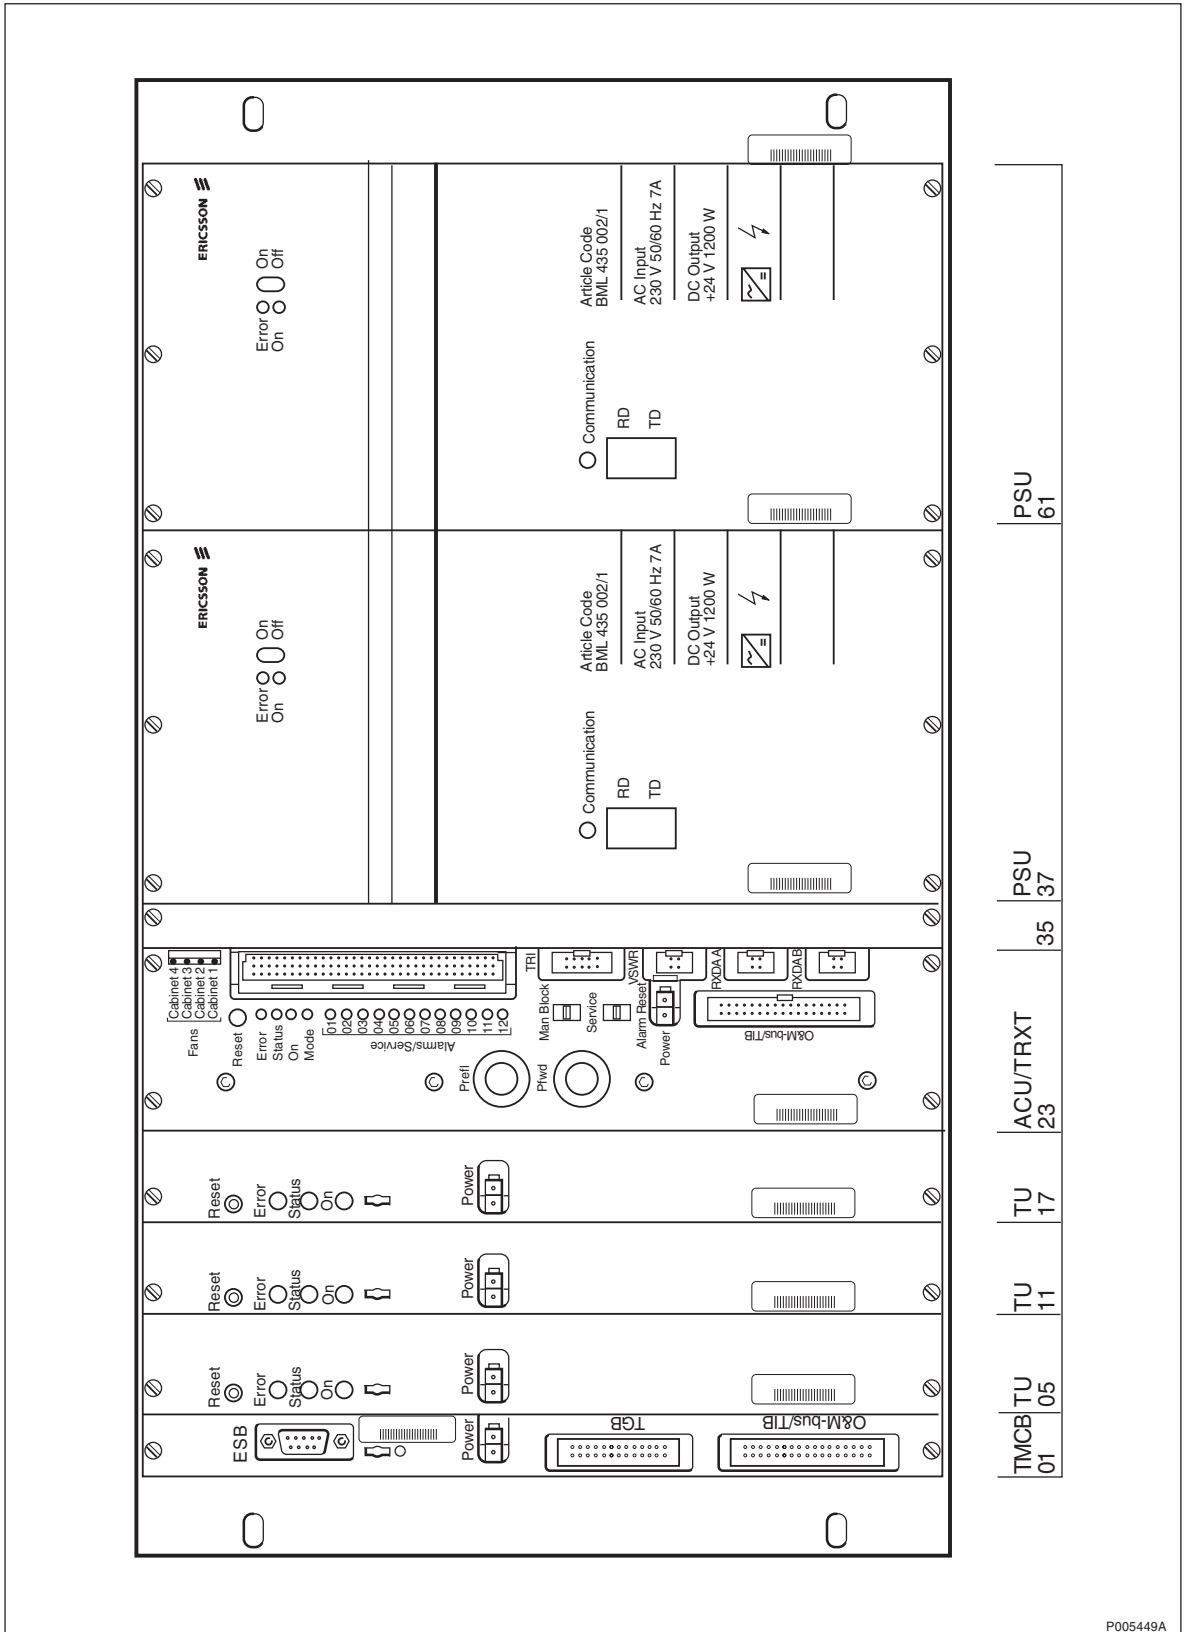 ERICSSON
Error
On
On
Off
Article Code
BML 435 002/1
AC Input
230 V 50/60 Hz 7A
DC Output
+24 V 1200 W
Communication
RD
TD
PSU
61
ERICSSON
Error
On
On
Off
Article Code
BML 435 002/1
AC Input
230 V 50/60 Hz 7A
DC Output
+24 V 1200 W
Communication
RD
TD
PSU
37
35
Cabinet 4
Cabinet 3
Cabinet 2
Cabinet 1
Fans
Reset
Error
Status
On
Mode
01
02
03
04
05
06
07
08
09
10
11
12
Alarms/Service
TRI
Man Block
Service
VSWR
Alarm Reset
Power
RXDA A
RXDA B
O&M-bus/TIB
Prefl
Pfwd
ACU/TRXT
23
Reset
Error
Status
On
Power
TU
17
Reset
Error
Status
On
Power
TU
11
Reset
Error
Status
On
Power
TU
05
ESB
Power
TGB
O&M-bus/TIB
TMCB
01
P005449A